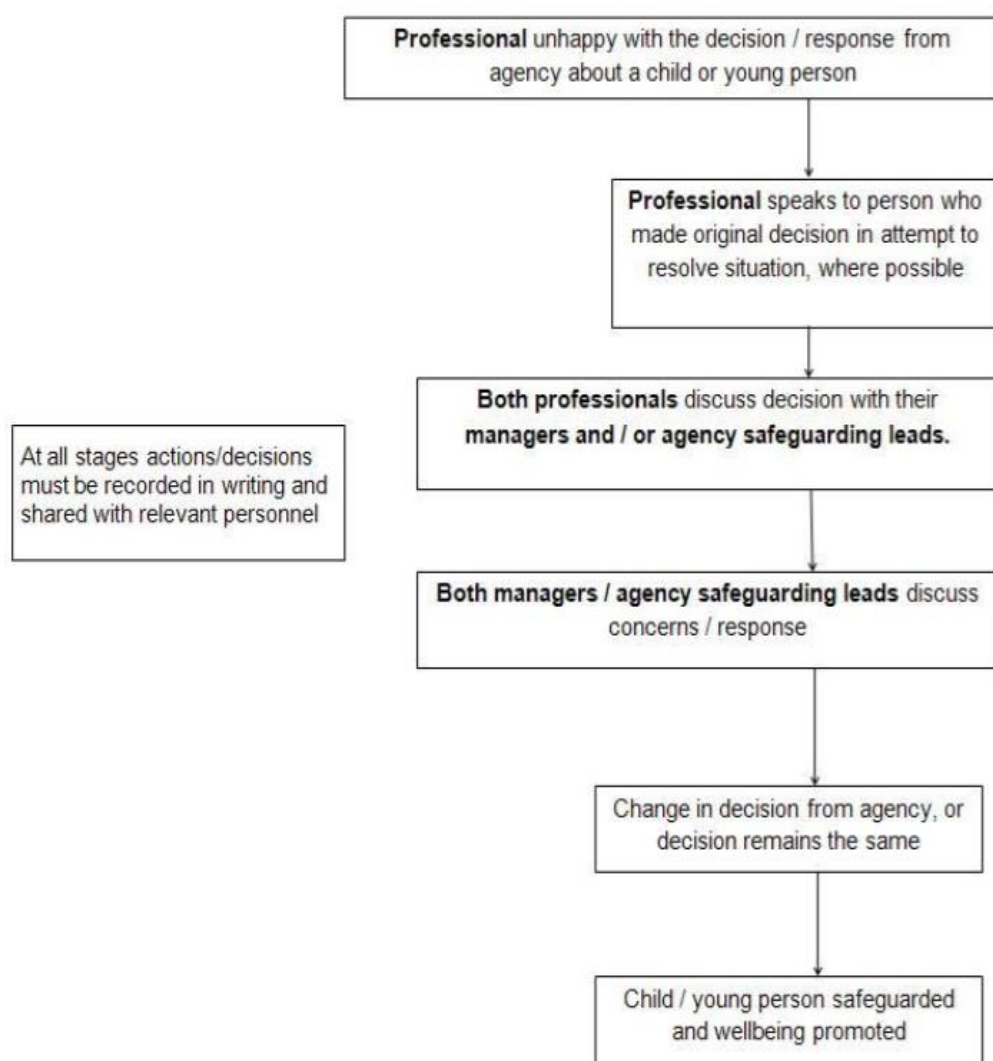 Professional unhappy with the decision / response from
agency about a child or young person
Professional speaks to person who
made original decision in attempt to
resolve situation, where possible
Both professionals discuss decision with their
managers and / or agency safeguarding leads.
At all stages actions/decisions
must be recorded in writing and
shared with relevant personnel
Both managers / agency safeguarding leads discuss
concerns / response
Change in decision from agency, or
decision remains the same
Child / young person safeguarded
and wellbeing promoted